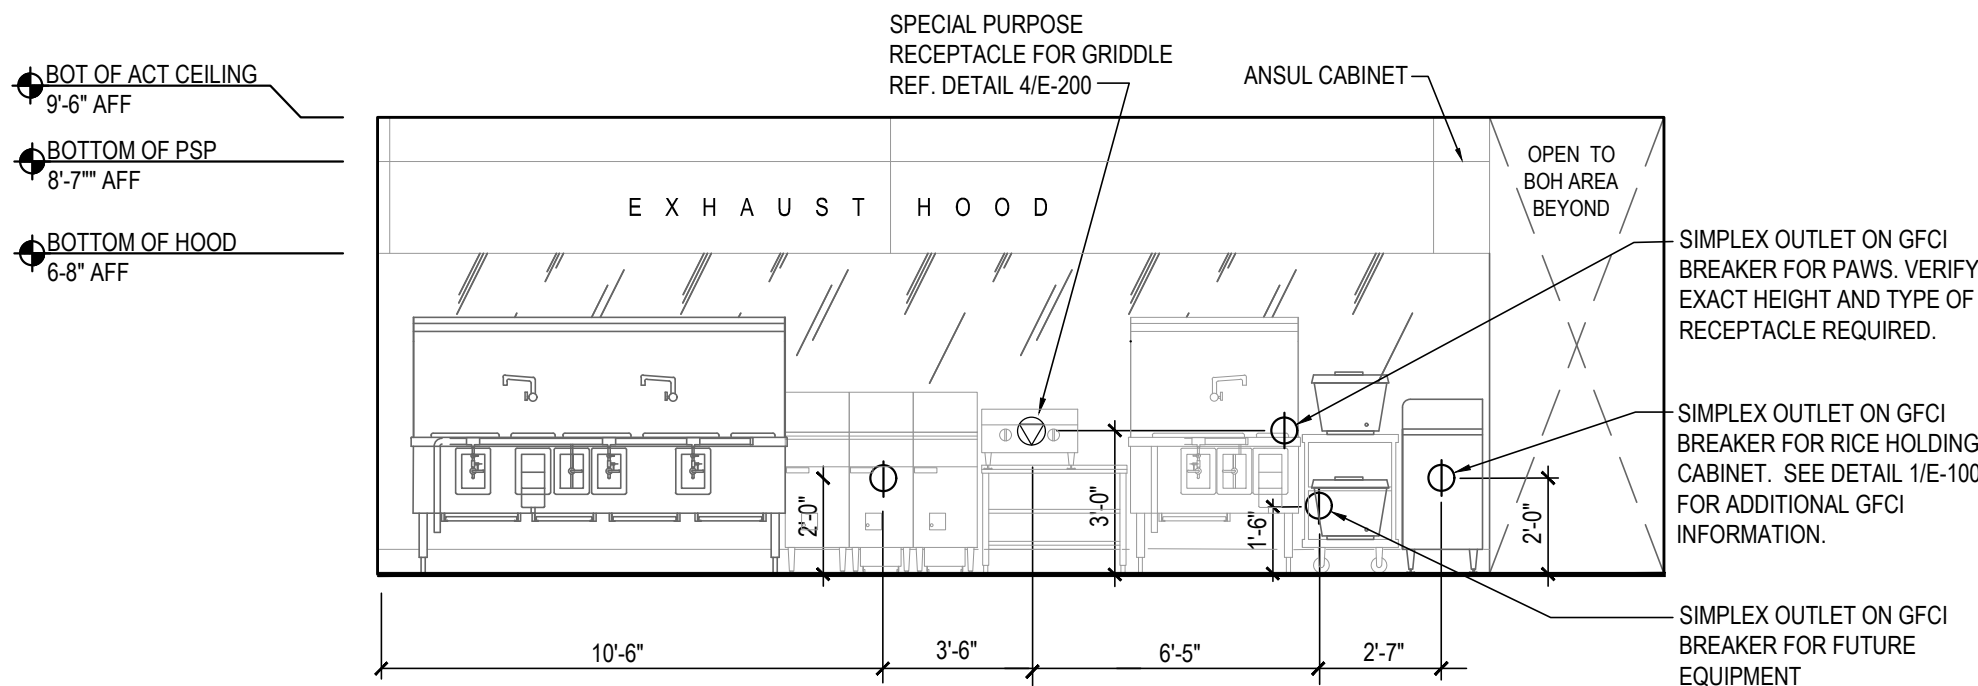 SPECIAL PURPOSE
RECEPTACLE FOR GRIDDLE
REF. DETAIL 4/E-200
ANSUL CABINET
BOT OF ACT CEILING
9'-6" AFF
BOTTOM OF PSP
8'-7"" AFF
BOTTOM OF HOOD
6-8" AFF
EXHAUST HOOD
OPEN TO
BOH AREA
BEYOND
SIMPLEX OUTLET ON GFCI
BREAKER FOR PAWS. VERIFY
EXACT HEIGHT AND TYPE OF
RECEPTACLE REQUIRED.
SIMPLEX OUTLET ON GFCI
BREAKER FOR RICE HOLDING
CABINET. SEE DETAIL 1/E-100
FOR ADDITIONAL GFCI
INFORMATION.
2'-0"
3'-0"
1'-6"
2'-0"
SIMPLEX OUTLET ON GFCI
BREAKER FOR FUTURE
EQUIPMENT
10'-6"
3'-6"
6'-5"
2'-7"